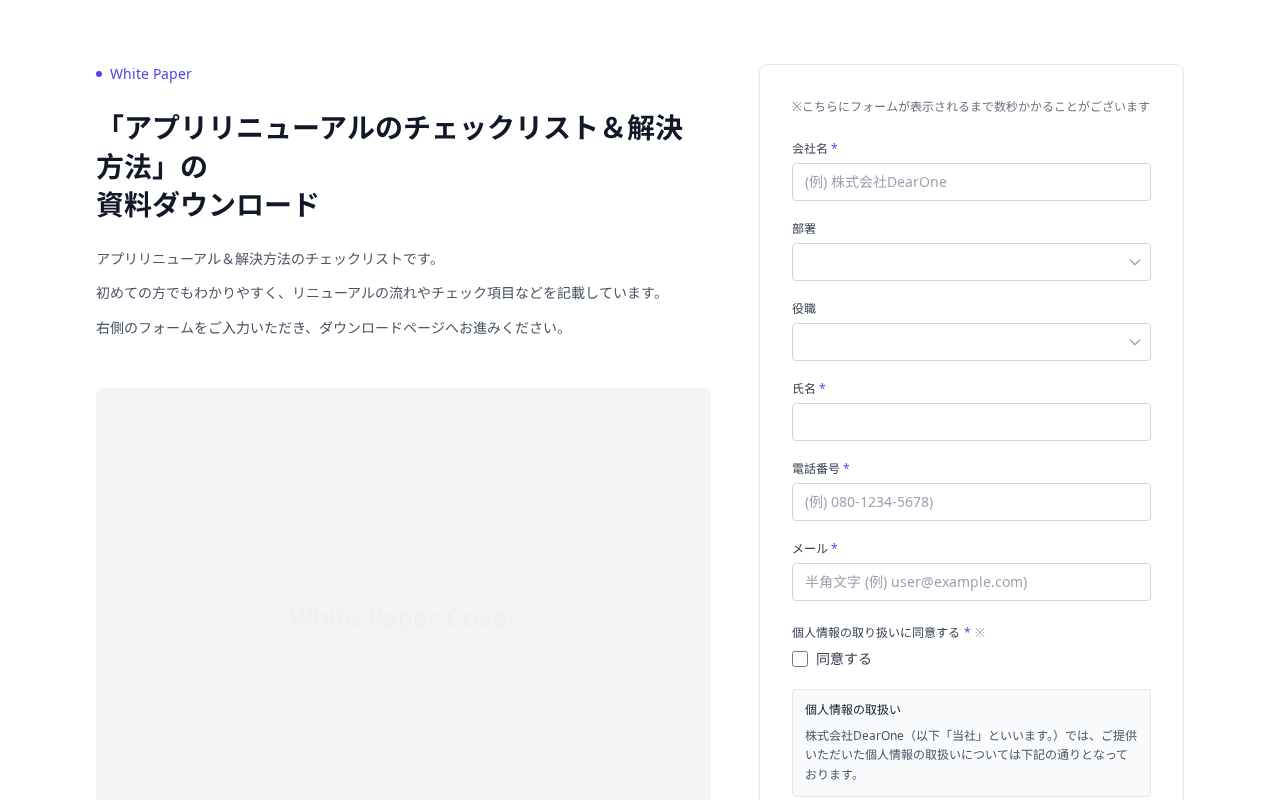 White Paper
「アプリリニューアルのチェックリスト＆解決
方法」の
資料ダウンロード
アプリリニューアル＆解決方法のチェックリストです。
初めての方でもわかりやすく、リニューアルの流れやチェック項目などを記載しています。
右側のフォームをご入力いただき、ダウンロードページへお進みください。
White Paper Cover
※こちらにフォームが表示されるまで数秒かかることがございます
会社名 *
(例) 株式会社DearOne
部署
役職
氏名 *
電話番号 *
(例) 080-1234-5678)
メール *
半角文字 (例) user@example.com)
個人情報の取り扱いに同意する * ※
同意する
個人情報の取扱い
株式会社DearOne（以下「当社」といいます。）では、ご提供
いただいた個人情報の取扱いについては下記の通りとなって
おります。